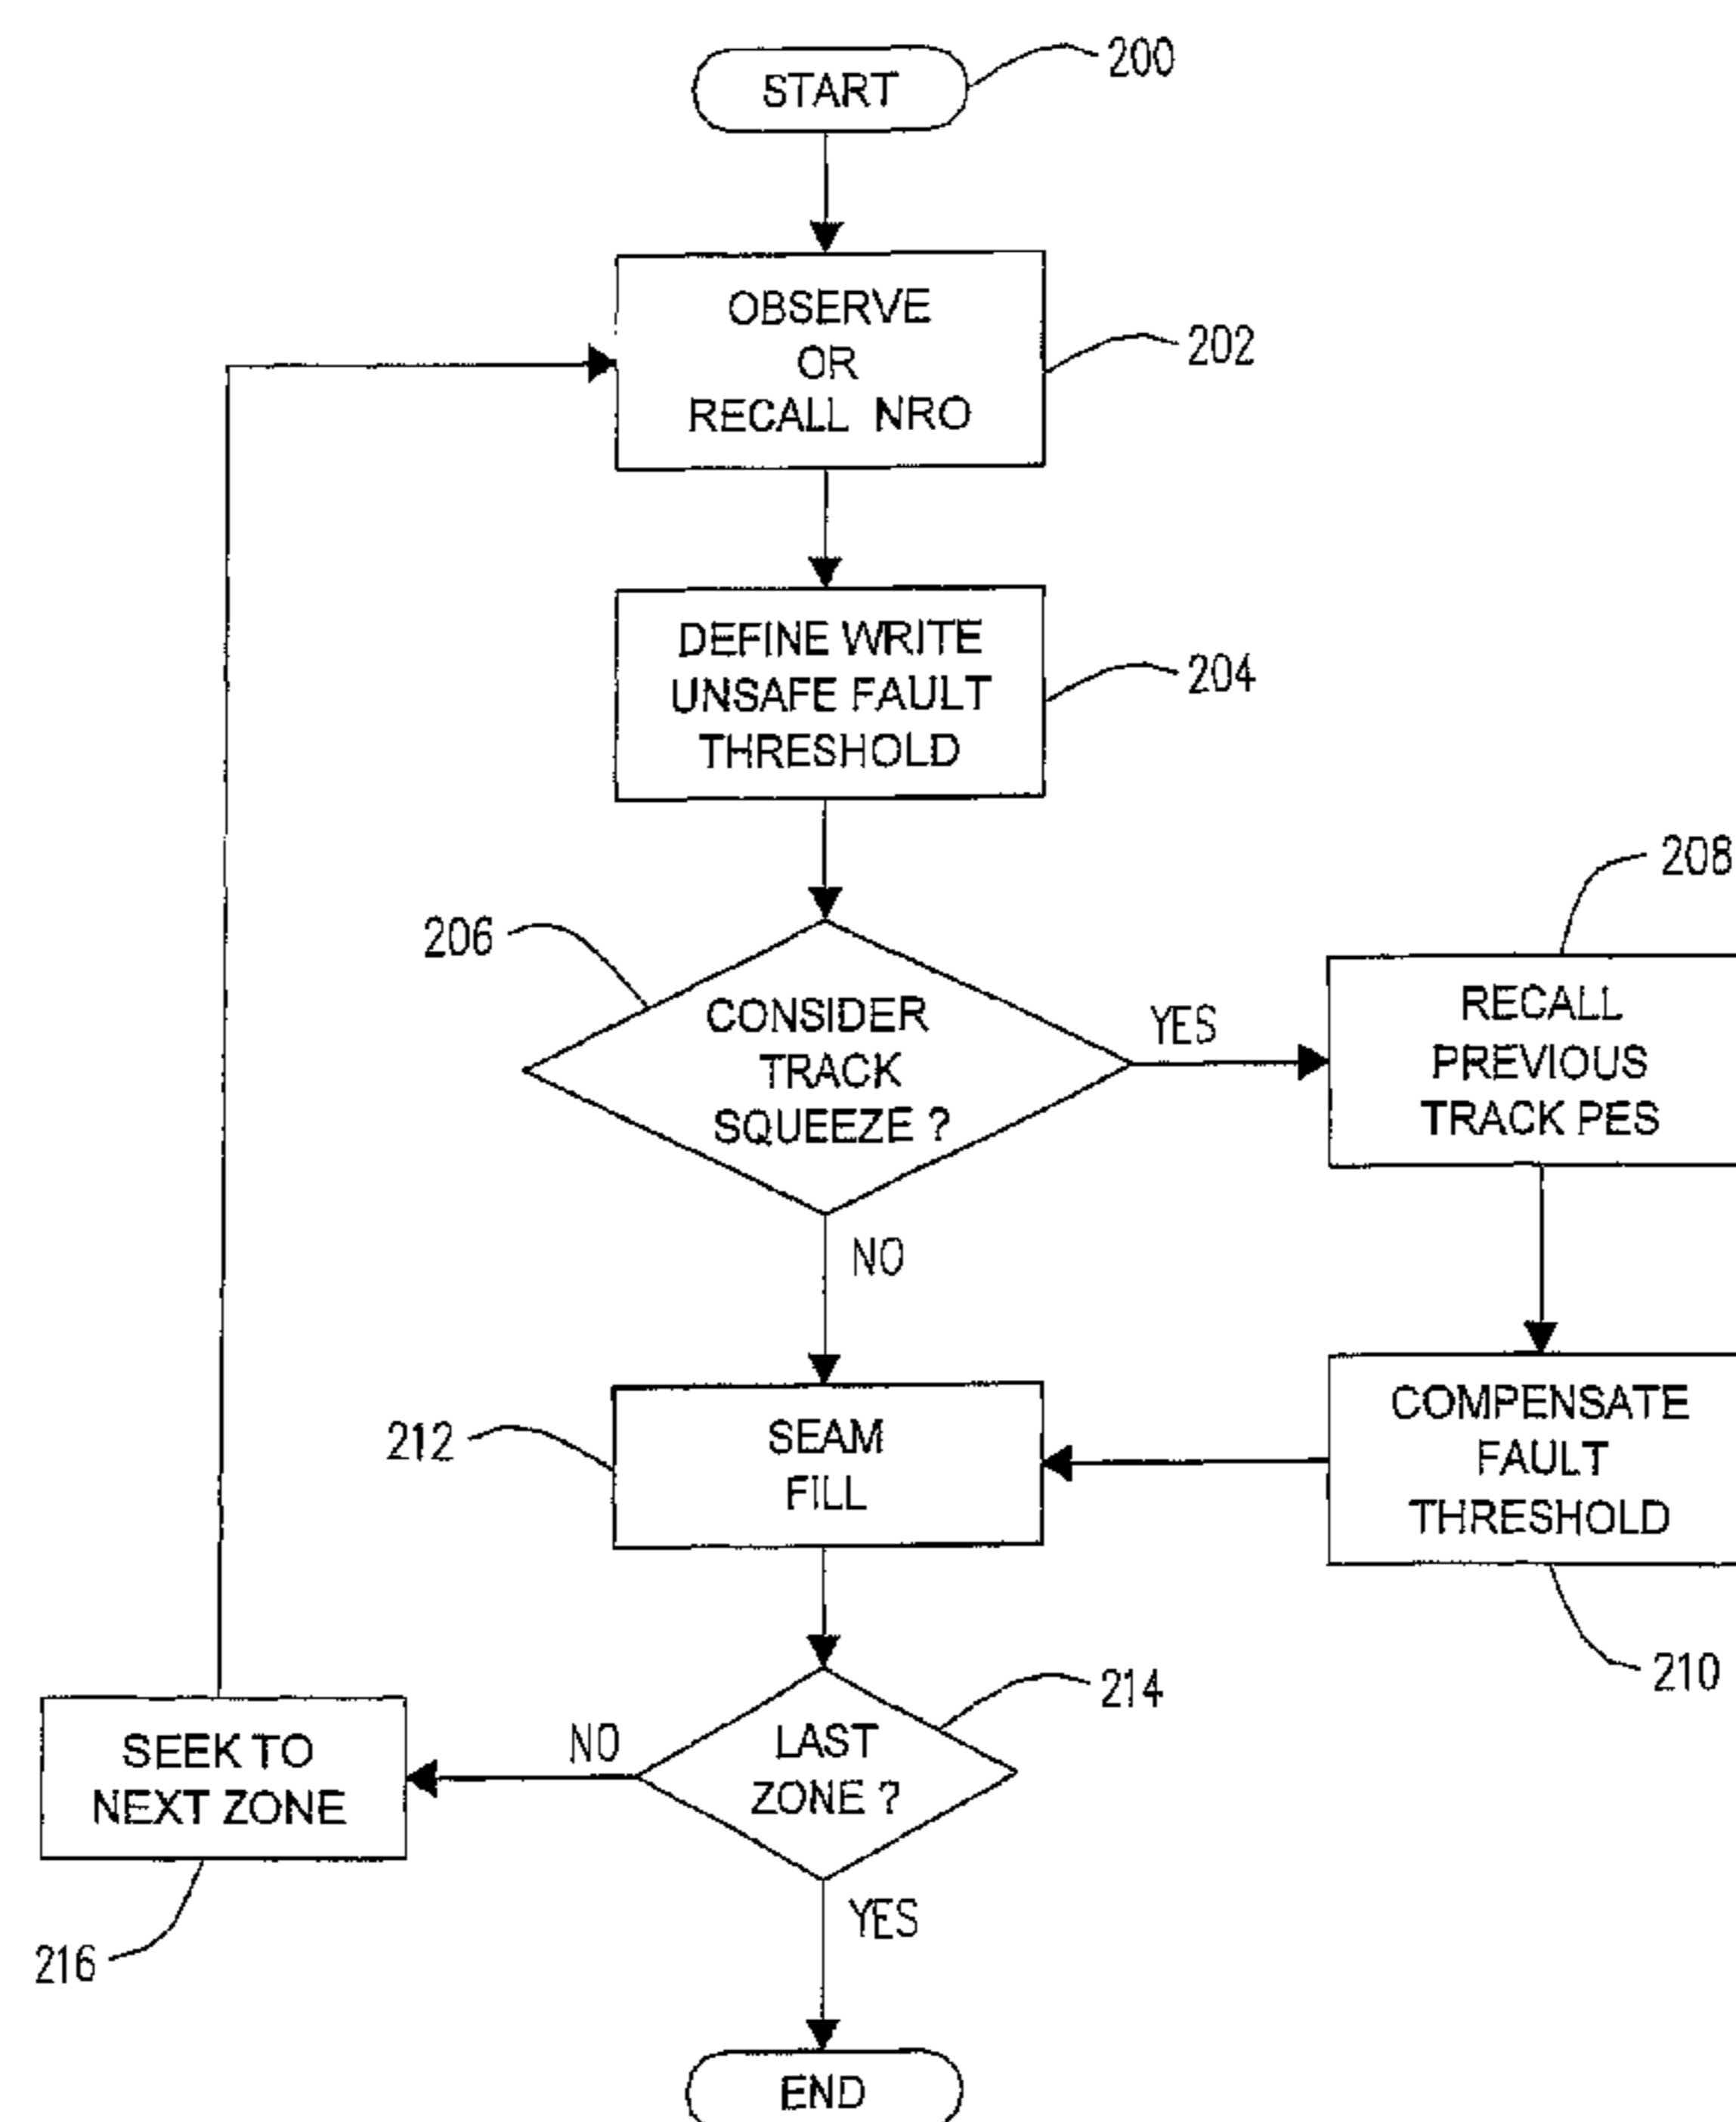 START
200
OBSERVE
OR
RECALL NRO
202
DEFINE WRITE
UNSAFE FAULT
THRESHOLD
204
206
CONSIDER
TRACK
SQUEEZE ?
YES
NO
208
RECALL
PREVIOUS
TRACK PES
COMPENSATE
FAULT
THRESHOLD
210
212
SEAM
FILL
214
LAST
ZONE ?
NO
YES
SEEK TO
NEXT ZONE
216
END